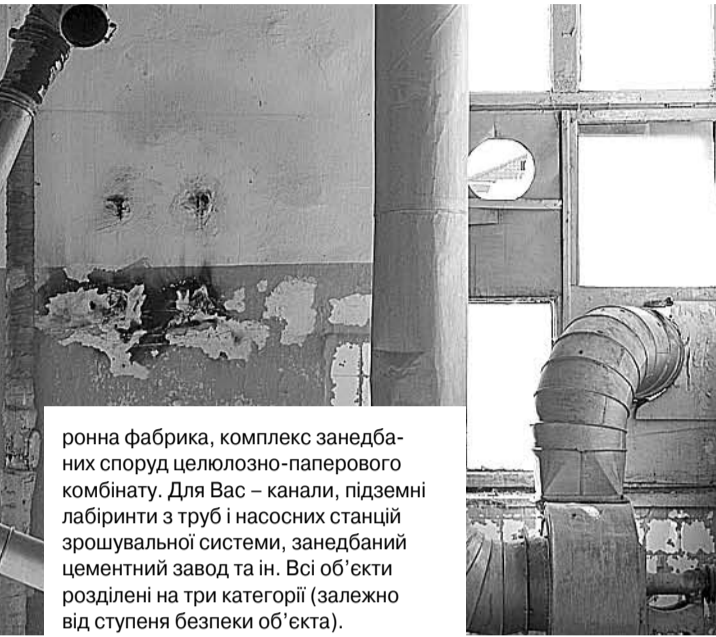 ронна фабрика, комплекс занедба-
них споруд целюлозно-паперового
комбінату. Для Вас – канали, підземні
лабіринти з труб і насосних станцій
зрошувальної системи, занедбаний
цементний завод та ін. Всі об’єкти
розділені на три категорії (залежно
від ступеня безпеки об’єкта).